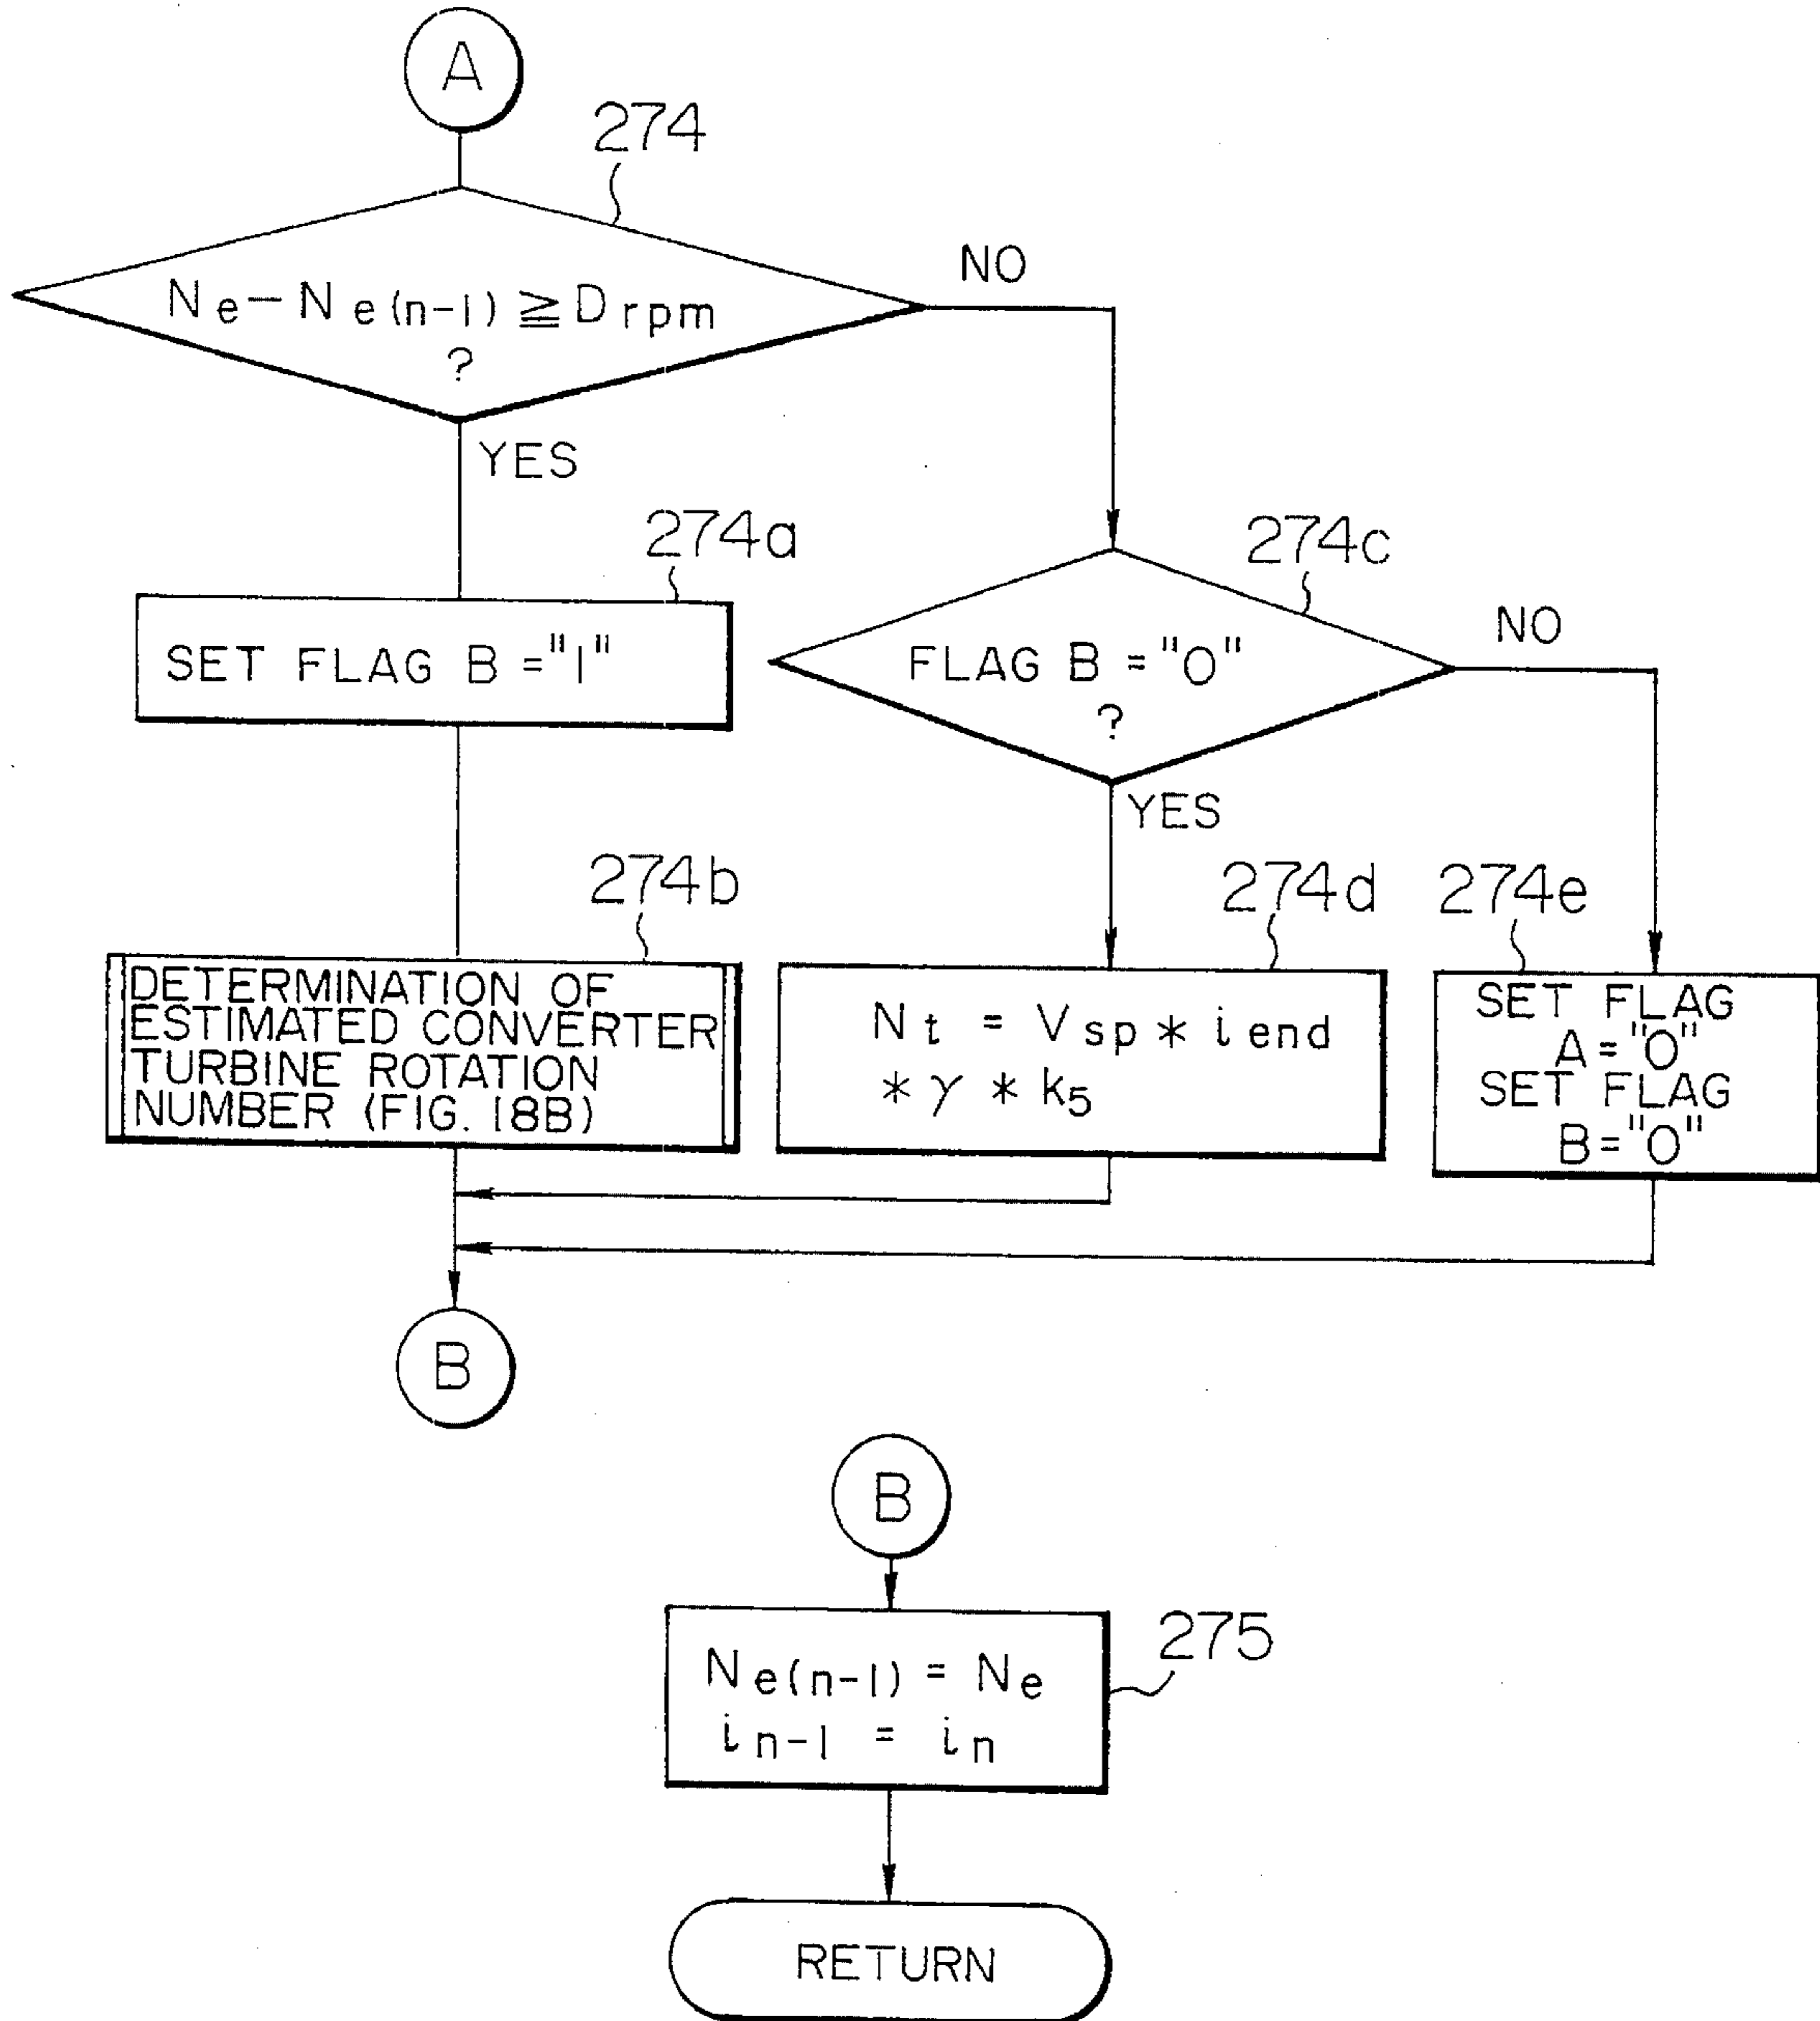 A
274
Ne−Ne(n-1) ≧ Drpm
?
NO
YES
274a
SET FLAG B ="1"
274c
FLAG B ="0"
?
NO
YES
274b
DETERMINATION OF
ESTIMATED CONVERTER
TURBINE ROTATION
NUMBER (FIG. 18B)
274d
Nt = Vsp * iend
* γ * k5
274e
SET FLAG
A="0"
SET FLAG
B="0"
B
B
275
Ne(n-1) = Ne
in-1 = in
RETURN